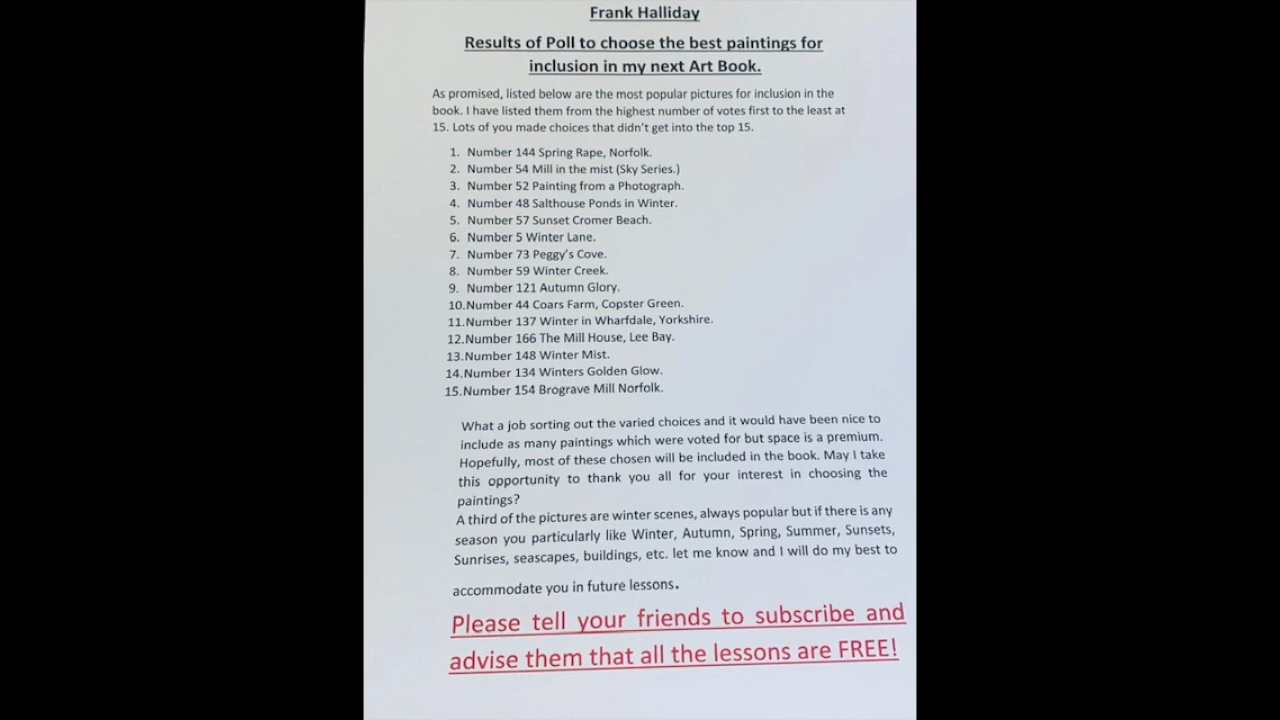 Frank Halliday
Results of Poll to choose the best paintings for
inclusion in my next Art Book.
As promised, listed below are the most popular pictures for inclusion in the
book. I have listed them from the highest number of votes first to the least at
15. Lots of you made choices that didn't get into the top 15.
1. Number 144 Spring Rape, Norfolk.
2. Number 54 Mill in the mist (Sky Series.)
3. Number 52 Painting from a Photograph.
4. Number 48 Salthouse Ponds in Winter.
5. Number 57 Sunset Cromer Beach.
6. Number 5 Winter Lane.
7. Number 73 Peggy's Cove.
8. Number 59 Winter Creek.
9. Number 121 Autumn Glory.
10.Number 44 Coars Farm, Copster Green.
11.Number 137 Winter in Wharfdale, Yorkshire.
12.Number 166 The Mill House, Lee Bay.
13.Number 148 Winter Mist.
14.Number 134 Winters Golden Glow.
15.Number 154 Brograve Mill Norfolk.
What a job sorting out the varied choices and it would have been nice to
include as many paintings which were voted for but space is a premium.
Hopefully, most of these chosen will be included in the book. May I take
this opportunity to thank you all for your interest in choosing the
paintings?
A third of the pictures are winter scenes, always popular but if there is any
season you particularly like Winter, Autumn, Spring, Summer, Sunsets,
Sunrises, seascapes, buildings, etc. let me know and I will do my best to
accommodate you in future lessons.
Please tell your friends to subscribe and
advise them that all the lessons are FREE!